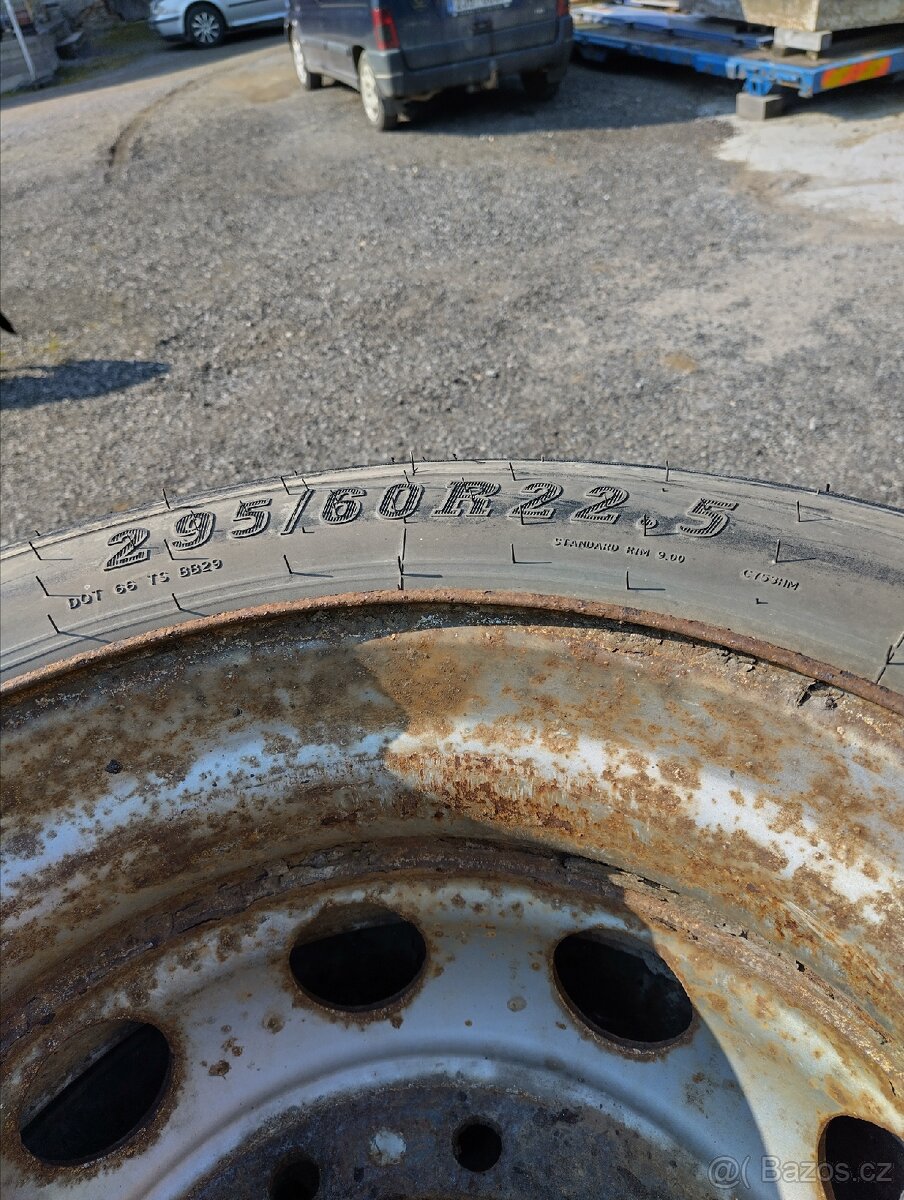 295/60R22.5
DOT 66 TS BB29
STANDARD RIM 9.00
@( Bazos.cz